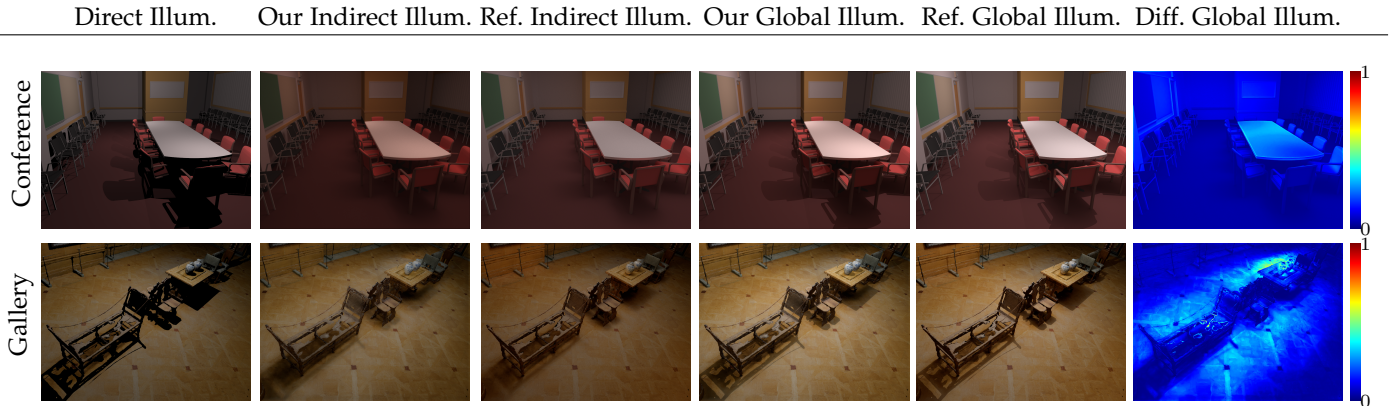 Direct Illum. Our Indirect Illum. Ref. Indirect Illum. Our Global Illum. Ref. Global Illum. Diff. Global Illum.
Conference
1
0
Gallery
1
0